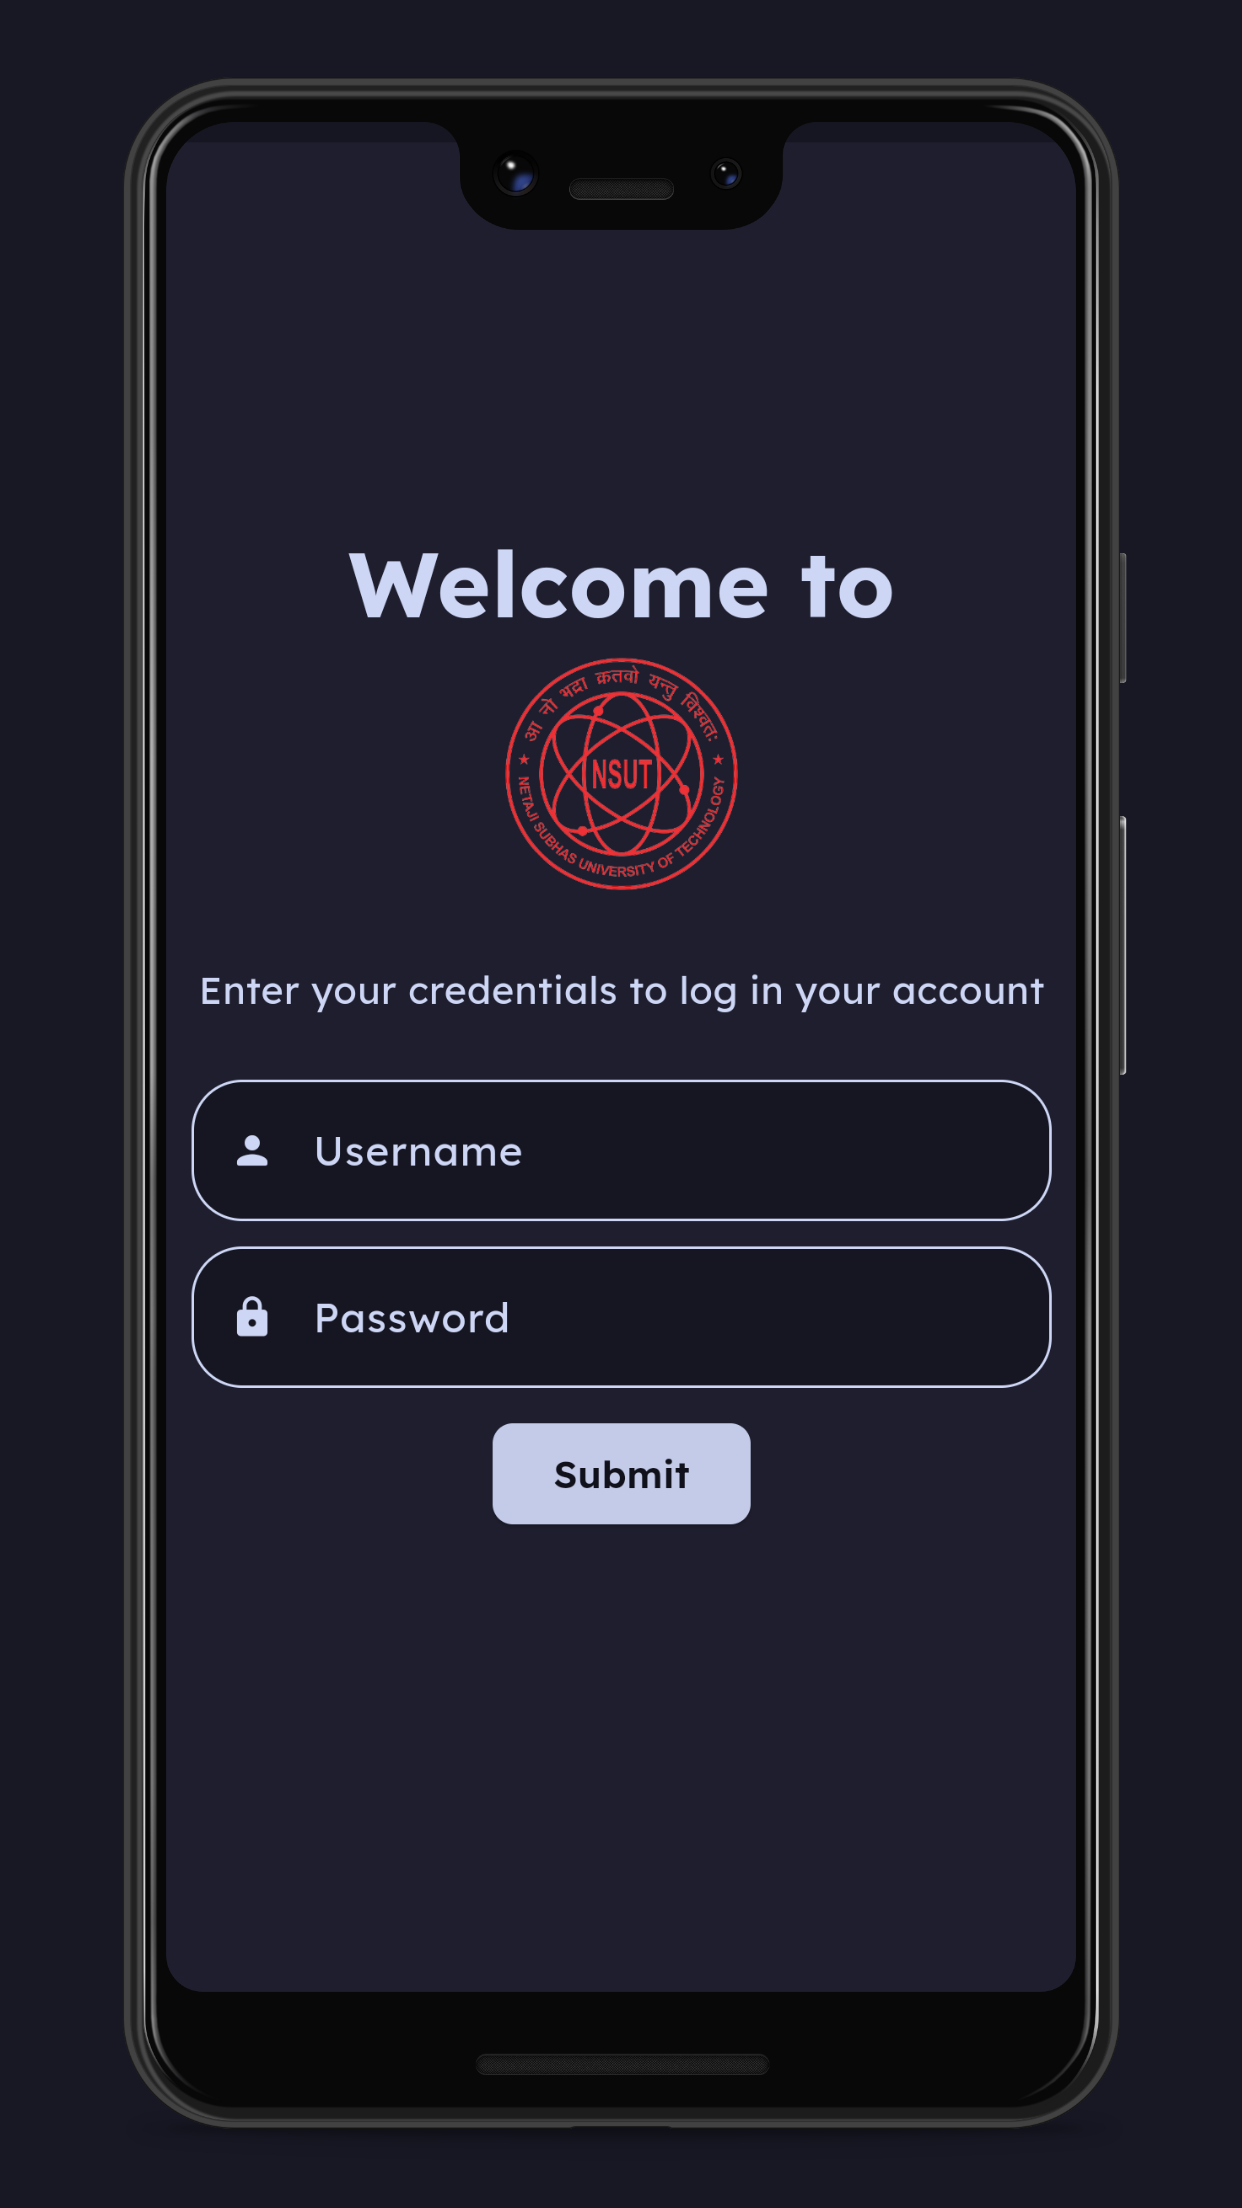 Welcome to
आ नो भद्रा क्रतवो यन्तु विश्वतः
NSUT
★ NETAJI SUBHAS UNIVERSITY OF TECHNOLOGY ★
Enter your credentials to log in your account
Username
Password
Submit